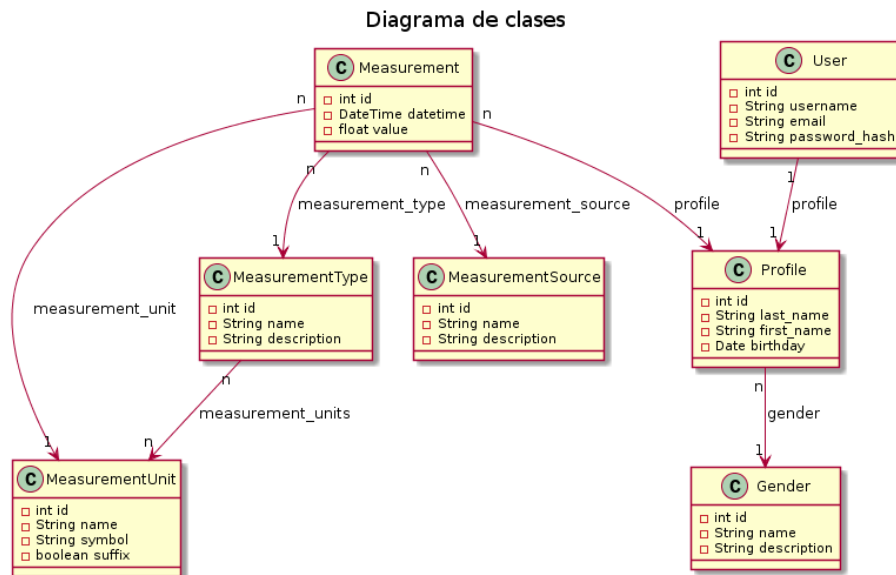 Diagrama de clases
C Measurement
int id
DateTime datetime
float value
C User
int id
String username
String email
String password_hash
n
n
n
n
1
measurement_type
measurement_source
profile
profile
1
1
1
1
C MeasurementType
int id
String name
String description
C MeasurementSource
int id
String name
String description
C Profile
int id
String last_name
String first_name
Date birthday
measurement_unit
n
measurement_units
n
gender
1
n
1
C MeasurementUnit
int id
String name
String symbol
boolean suffix
C Gender
int id
String name
String description